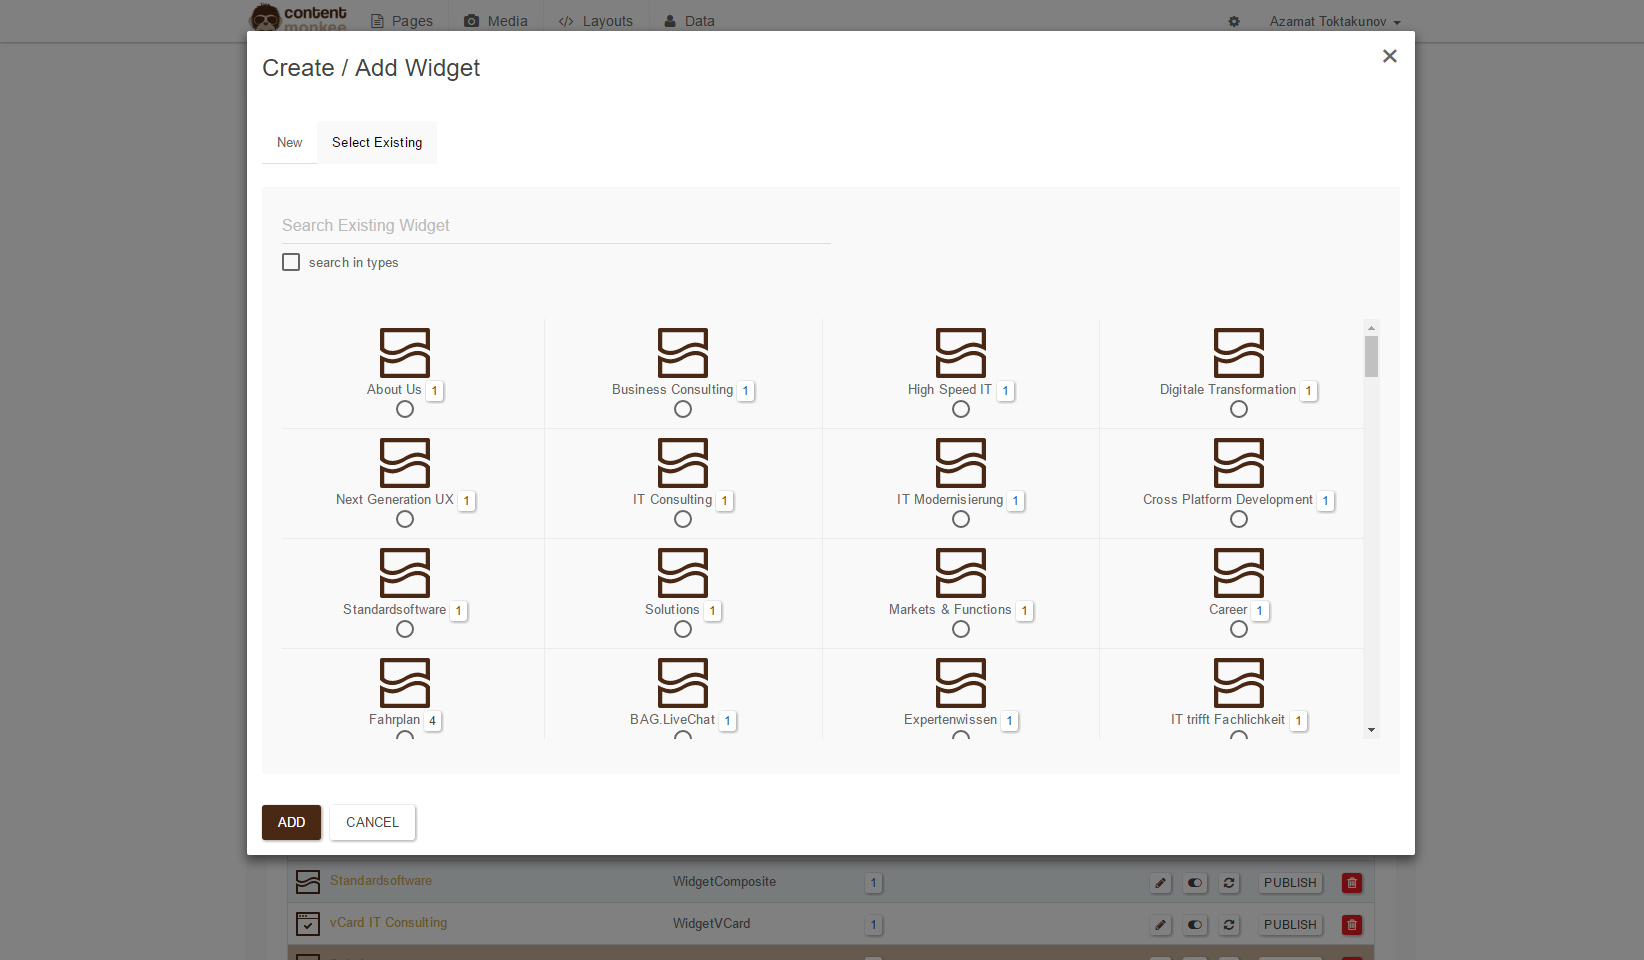 content
monkee
Pages
Media
Layouts
Data
Azamat Toktakunov
Create / Add Widget
New
Select Existing
Search Existing Widget
search in types
About Us 1
Business Consulting 1
High Speed IT 1
Digitale Transformation 1
Next Generation UX 1
IT Consulting 1
IT Modernisierung 1
Cross Platform Development 1
Standardsoftware 1
Solutions 1
Markets & Functions 1
Career 1
Fahrplan 4
BAG.LiveChat 1
Expertenwissen 1
IT trifft Fachlichkeit 1
ADD
CANCEL
Standardsoftware WidgetComposite 1 PUBLISH
vCard IT Consulting WidgetVCard 1 PUBLISH